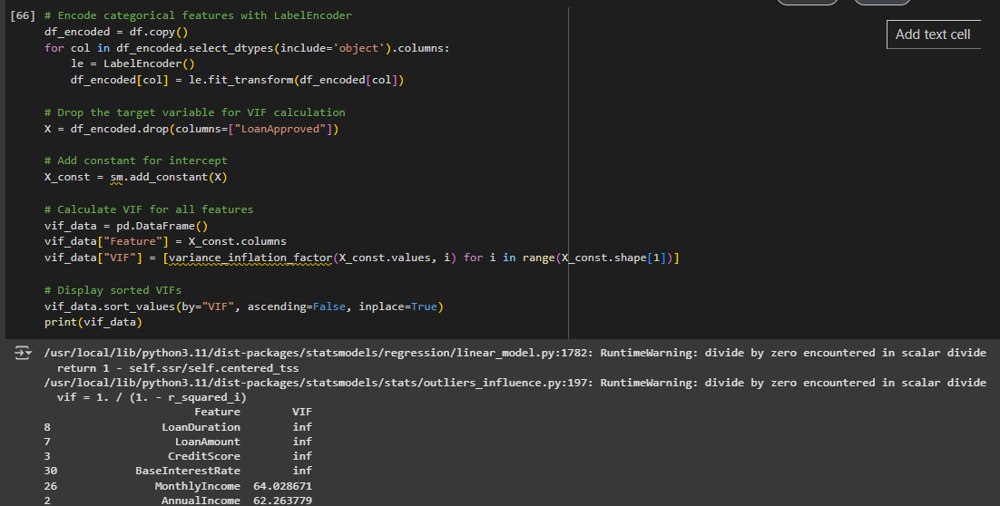 [66] # Encode categorical features with LabelEncoder
df_encoded = df.copy()
for col in df_encoded.select_dtypes(include='object').columns:
    le = LabelEncoder()
    df_encoded[col] = le.fit_transform(df_encoded[col])
# Drop the target variable for VIF calculation
X = df_encoded.drop(columns=["LoanApproved"])
# Add constant for intercept
X_const = sm.add_constant(X)
# Calculate VIF for all features
vif_data = pd.DataFrame()
vif_data["Feature"] = X_const.columns
vif_data["VIF"] = [variance_inflation_factor(X_const.values, i) for i in range(X_const.shape[1])]
# Display sorted VIFs
vif_data.sort_values(by="VIF", ascending=False, inplace=True)
print(vif_data)
Add text cell
/usr/local/lib/python3.11/dist-packages/statsmodels/regression/linear_model.py:1782: RuntimeWarning: divide by zero encountered in scalar divide
  return 1 - self.ssr/self.centered_tss
/usr/local/lib/python3.11/dist-packages/statsmodels/stats/outliers_influence.py:197: RuntimeWarning: divide by zero encountered in scalar divide
  vif = 1. / (1. - r_squared_i)
Feature VIF
8 LoanDuration inf
7 LoanAmount inf
3 CreditScore inf
30 BaseInterestRate inf
26 MonthlyIncome 64.028671
2 AnnualIncome 62.263779